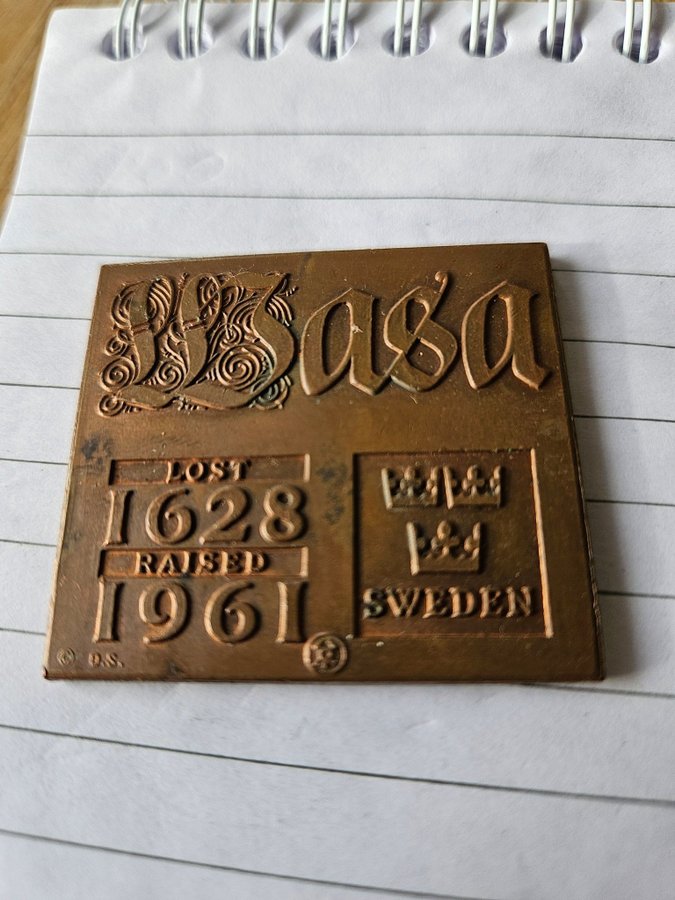 Wasa
LOST
1628
RAISED
1961
SWEDEN
© D.S.